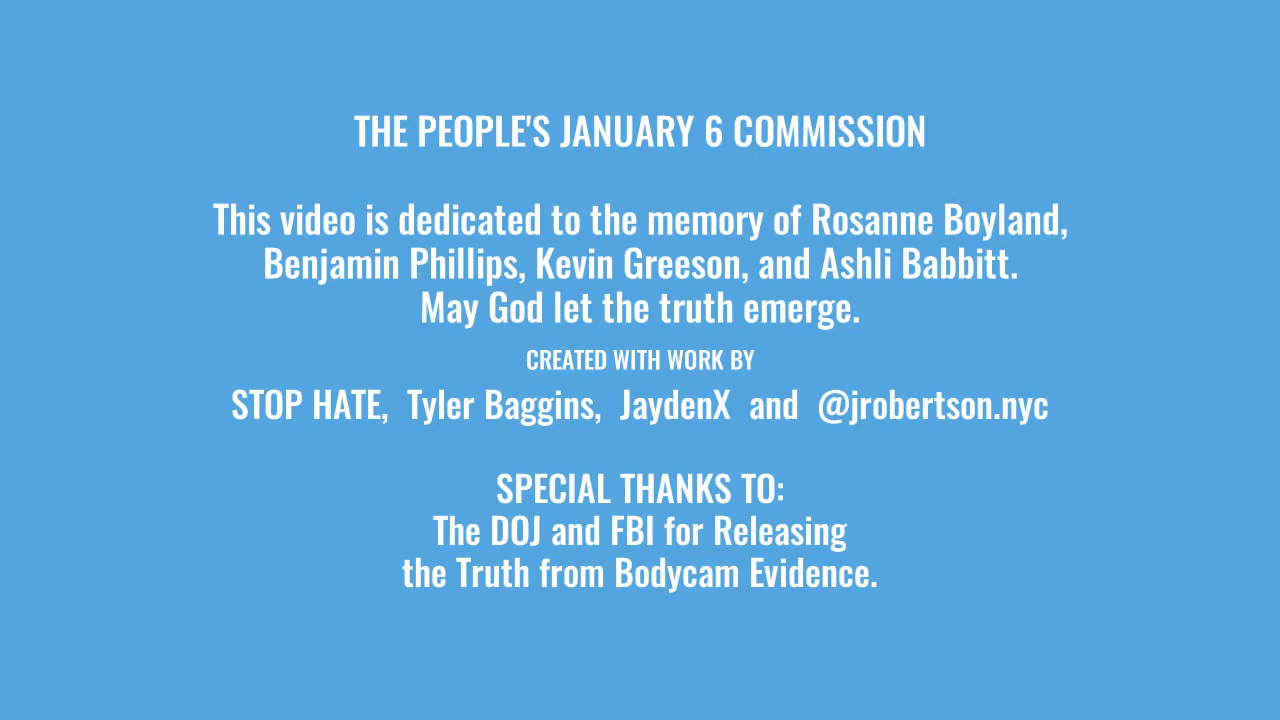 THE PEOPLE'S JANUARY 6 COMMISSION
This video is dedicated to the memory of Rosanne Boyland,
Benjamin Phillips, Kevin Greeson, and Ashli Babbitt.
May God let the truth emerge.
CREATED WITH WORK BY
STOP HATE, Tyler Baggins, JaydenX and @jrobertson.nyc
SPECIAL THANKS TO:
The DOJ and FBI for Releasing
the Truth from Bodycam Evidence.